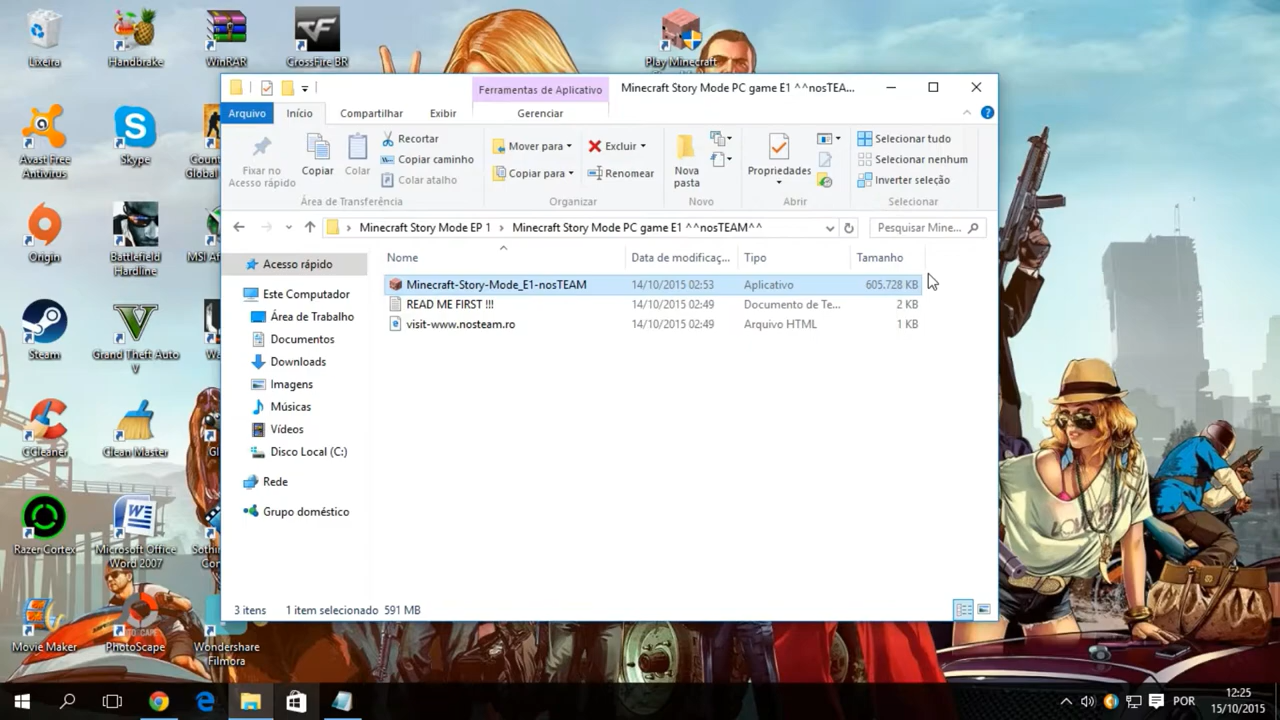 Lixeira
Handbrake
WinRAR
CrossFire BR
Play Minecraft
Avast Free
Antivirus
Skype
Origin
Battlefield
Hardline
Steam
Grand Theft Auto
V
CCleaner
Clean Master
Razer Cortex
Microsoft Office
Word 2007
Movie Maker
PhotoScape
Wondershare
Filmora
Ferramentas de Aplicativo
Minecraft Story Mode PC game E1 ^^nosTEA...
Arquivo
Início
Compartilhar
Exibir
Gerenciar
Fixar no
Acesso rápido
Copiar
Colar
Recortar
Copiar caminho
Colar atalho
Área de Transferência
Mover para
Copiar para
Excluir
Renomear
Organizar
Nova
pasta
Novo
Propriedades
Abrir
Selecionar tudo
Selecionar nenhum
Inverter seleção
Selecionar
Minecraft Story Mode EP 1 > Minecraft Story Mode PC game E1 ^^nosTEAM^^
Pesquisar Mine...
Nome Data de modificaç... Tipo Tamanho
Minecraft-Story-Mode_E1-nosTEAM 14/10/2015 02:53 Aplicativo 605.728 KB
READ ME FIRST !!! 14/10/2015 02:49 Documento de Te... 2 KB
visit-www.nosteam.ro 14/10/2015 02:49 Arquivo HTML 1 KB
Acesso rápido
Este Computador
Área de Trabalho
Documentos
Downloads
Imagens
Músicas
Vídeos
Disco Local (C:)
Rede
Grupo doméstico
3 itens 1 item selecionado 591 MB
POR
12:25
15/10/2015